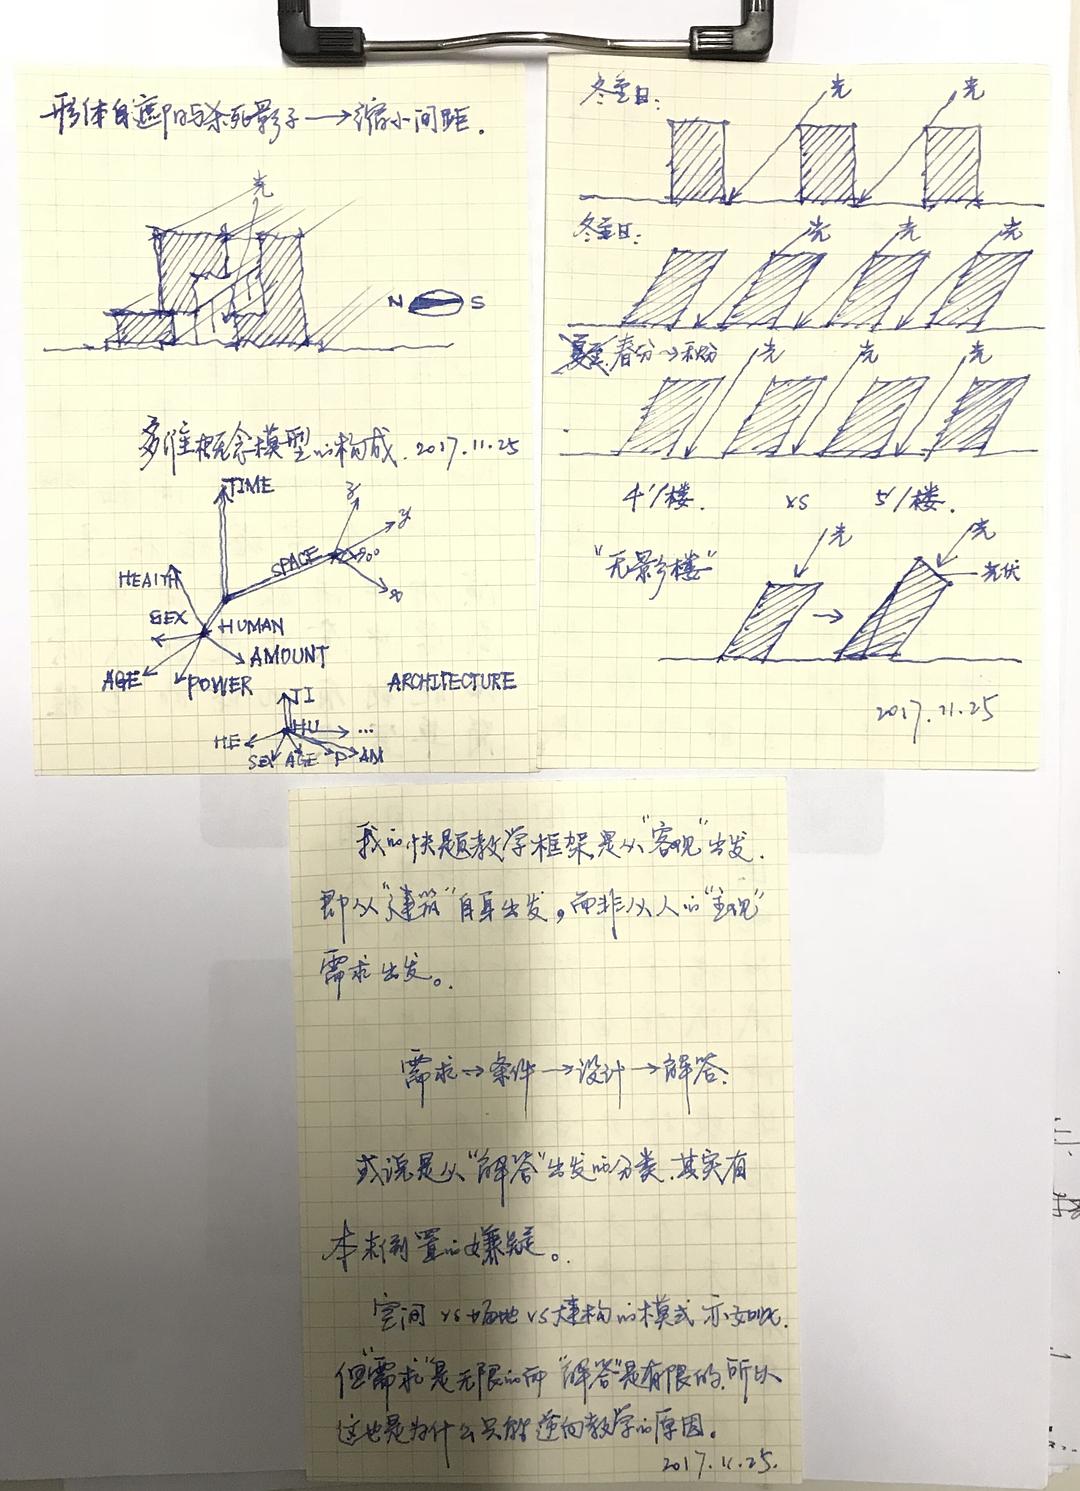 形体自遮阴与杀死影子→缩小间距.
光
N S
多维概念模型的构成. 2017.11.25
TIME
z
y
SPACE
90°
x
HEALTH
SEX
HUMAN
AMOUNT
AGE
POWER
ARCHITECTURE
TI
HU ...
HE
SEX AGE P AM
冬至日:
光 光
冬至日:
光 光 光
春分→秋分
光 光 光
4'/楼. vs 5'/楼.
"无影楼"
光 光
光伏
2017.11.25
我的快题教学框架是从"客观"出发.
即从"建筑"自身出发,而非从人的"主观"
需求出发。
需求→条件→设计→解答.
或说是从"解答"出发的分类.其实有
本末倒置的嫌疑。
空间 vs 场地 vs 建构的模式亦如此.
但"需求"是无限的而"解答"是有限的.所以
这也是为什么只能逆向教学的原因。
2017.11.25.